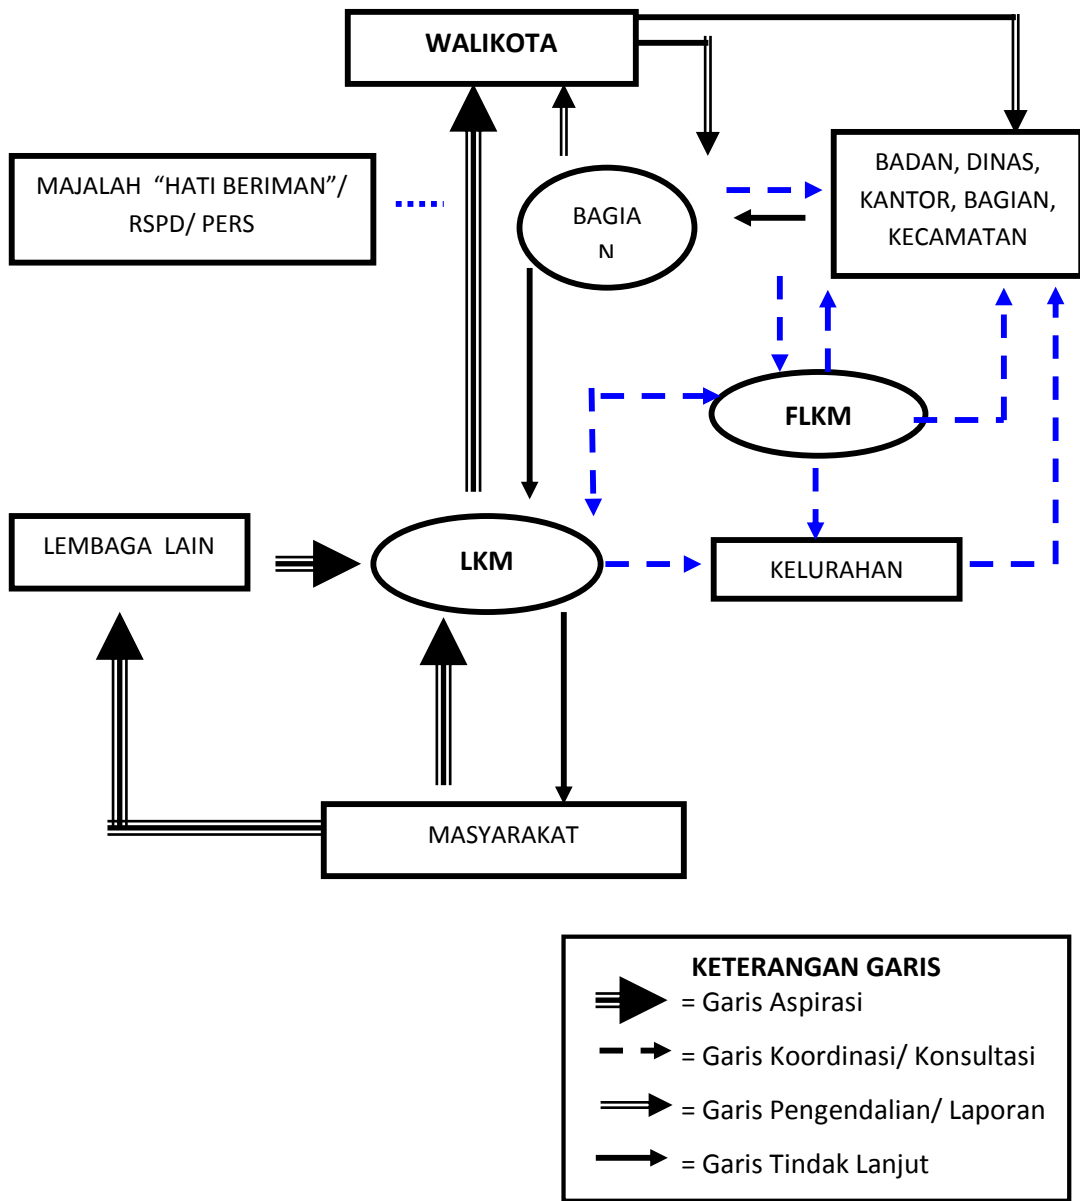 WALIKOTA
MAJALAH “HATI BERIMAN”/
RSPD/ PERS
BAGIA
N
BADAN, DINAS,
KANTOR, BAGIAN,
KECAMATAN
FLKM
LEMBAGA LAIN
LKM
KELURAHAN
MASYARAKAT
KETERANGAN GARIS
= Garis Aspirasi
= Garis Koordinasi/ Konsultasi
= Garis Pengendalian/ Laporan
= Garis Tindak Lanjut